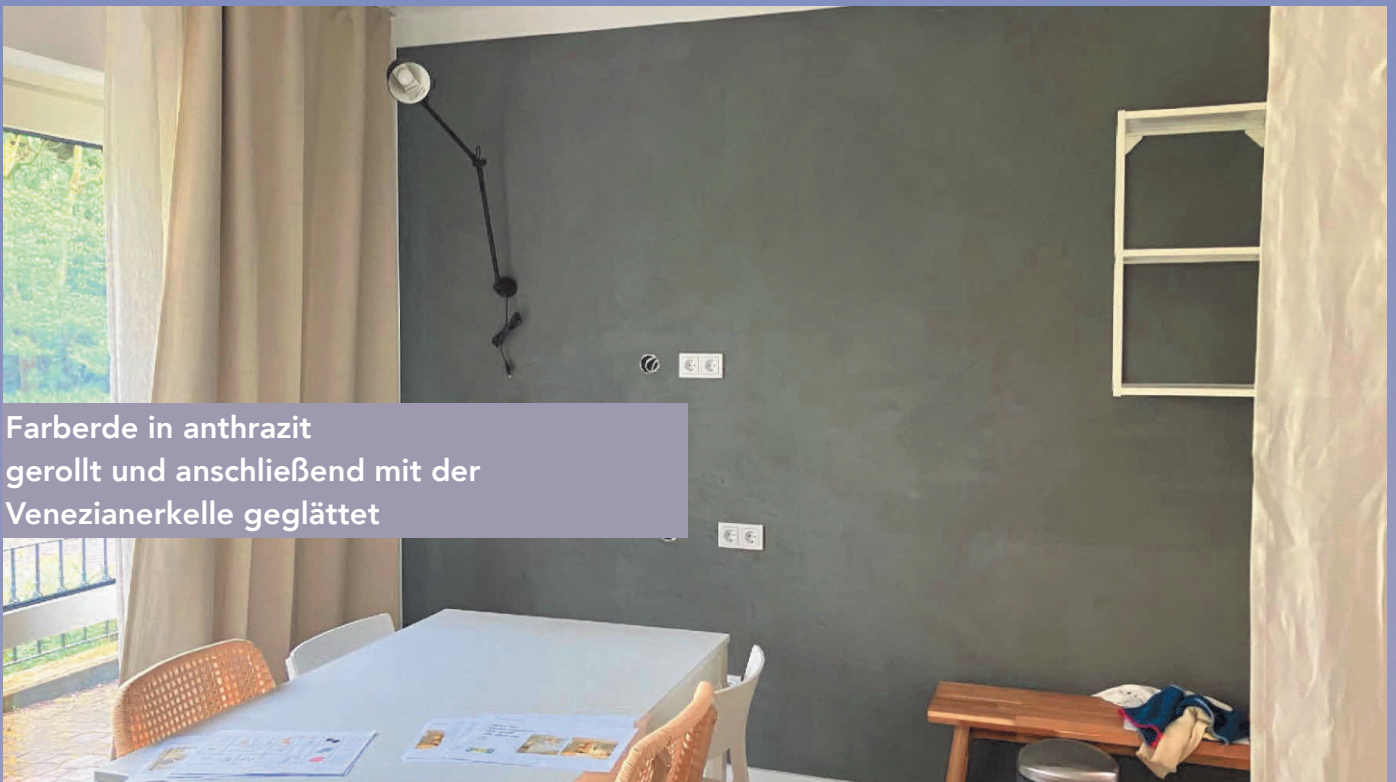 Farberde in anthrazit
gerollt und anschließend mit der
Venezianerkelle geglättet